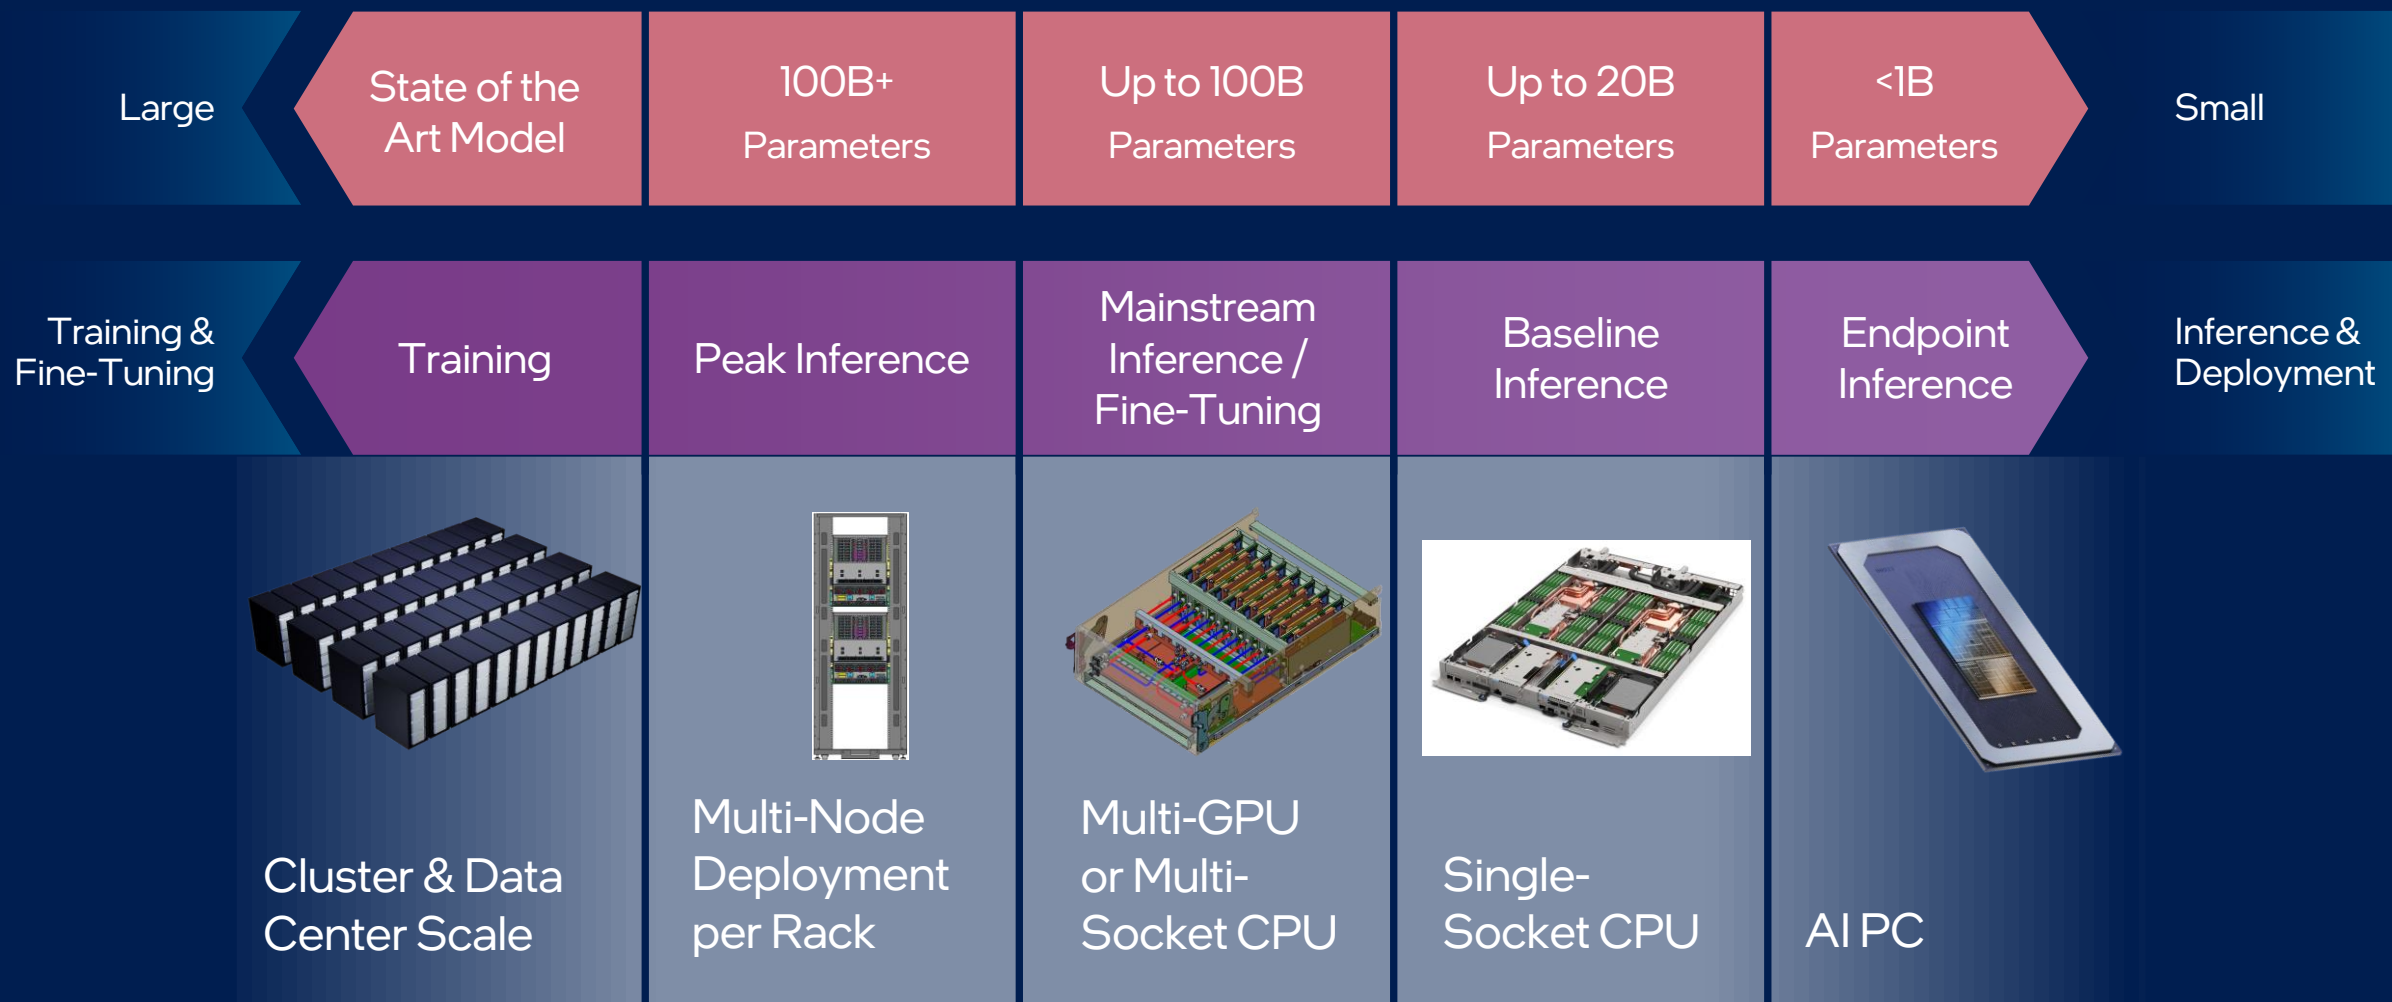 Large
State of the
Art Model
100B+
Parameters
Up to 100B
Parameters
Up to 20B
Parameters
<1B
Parameters
Small
Training &
Fine-Tuning
Training
Peak Inference
Mainstream
Inference /
Fine-Tuning
Baseline
Inference
Endpoint
Inference
Inference &
Deployment
Cluster & Data
Center Scale
Multi-Node
Deployment
per Rack
Multi-GPU
or Multi-
Socket CPU
Single-
Socket CPU
AI PC